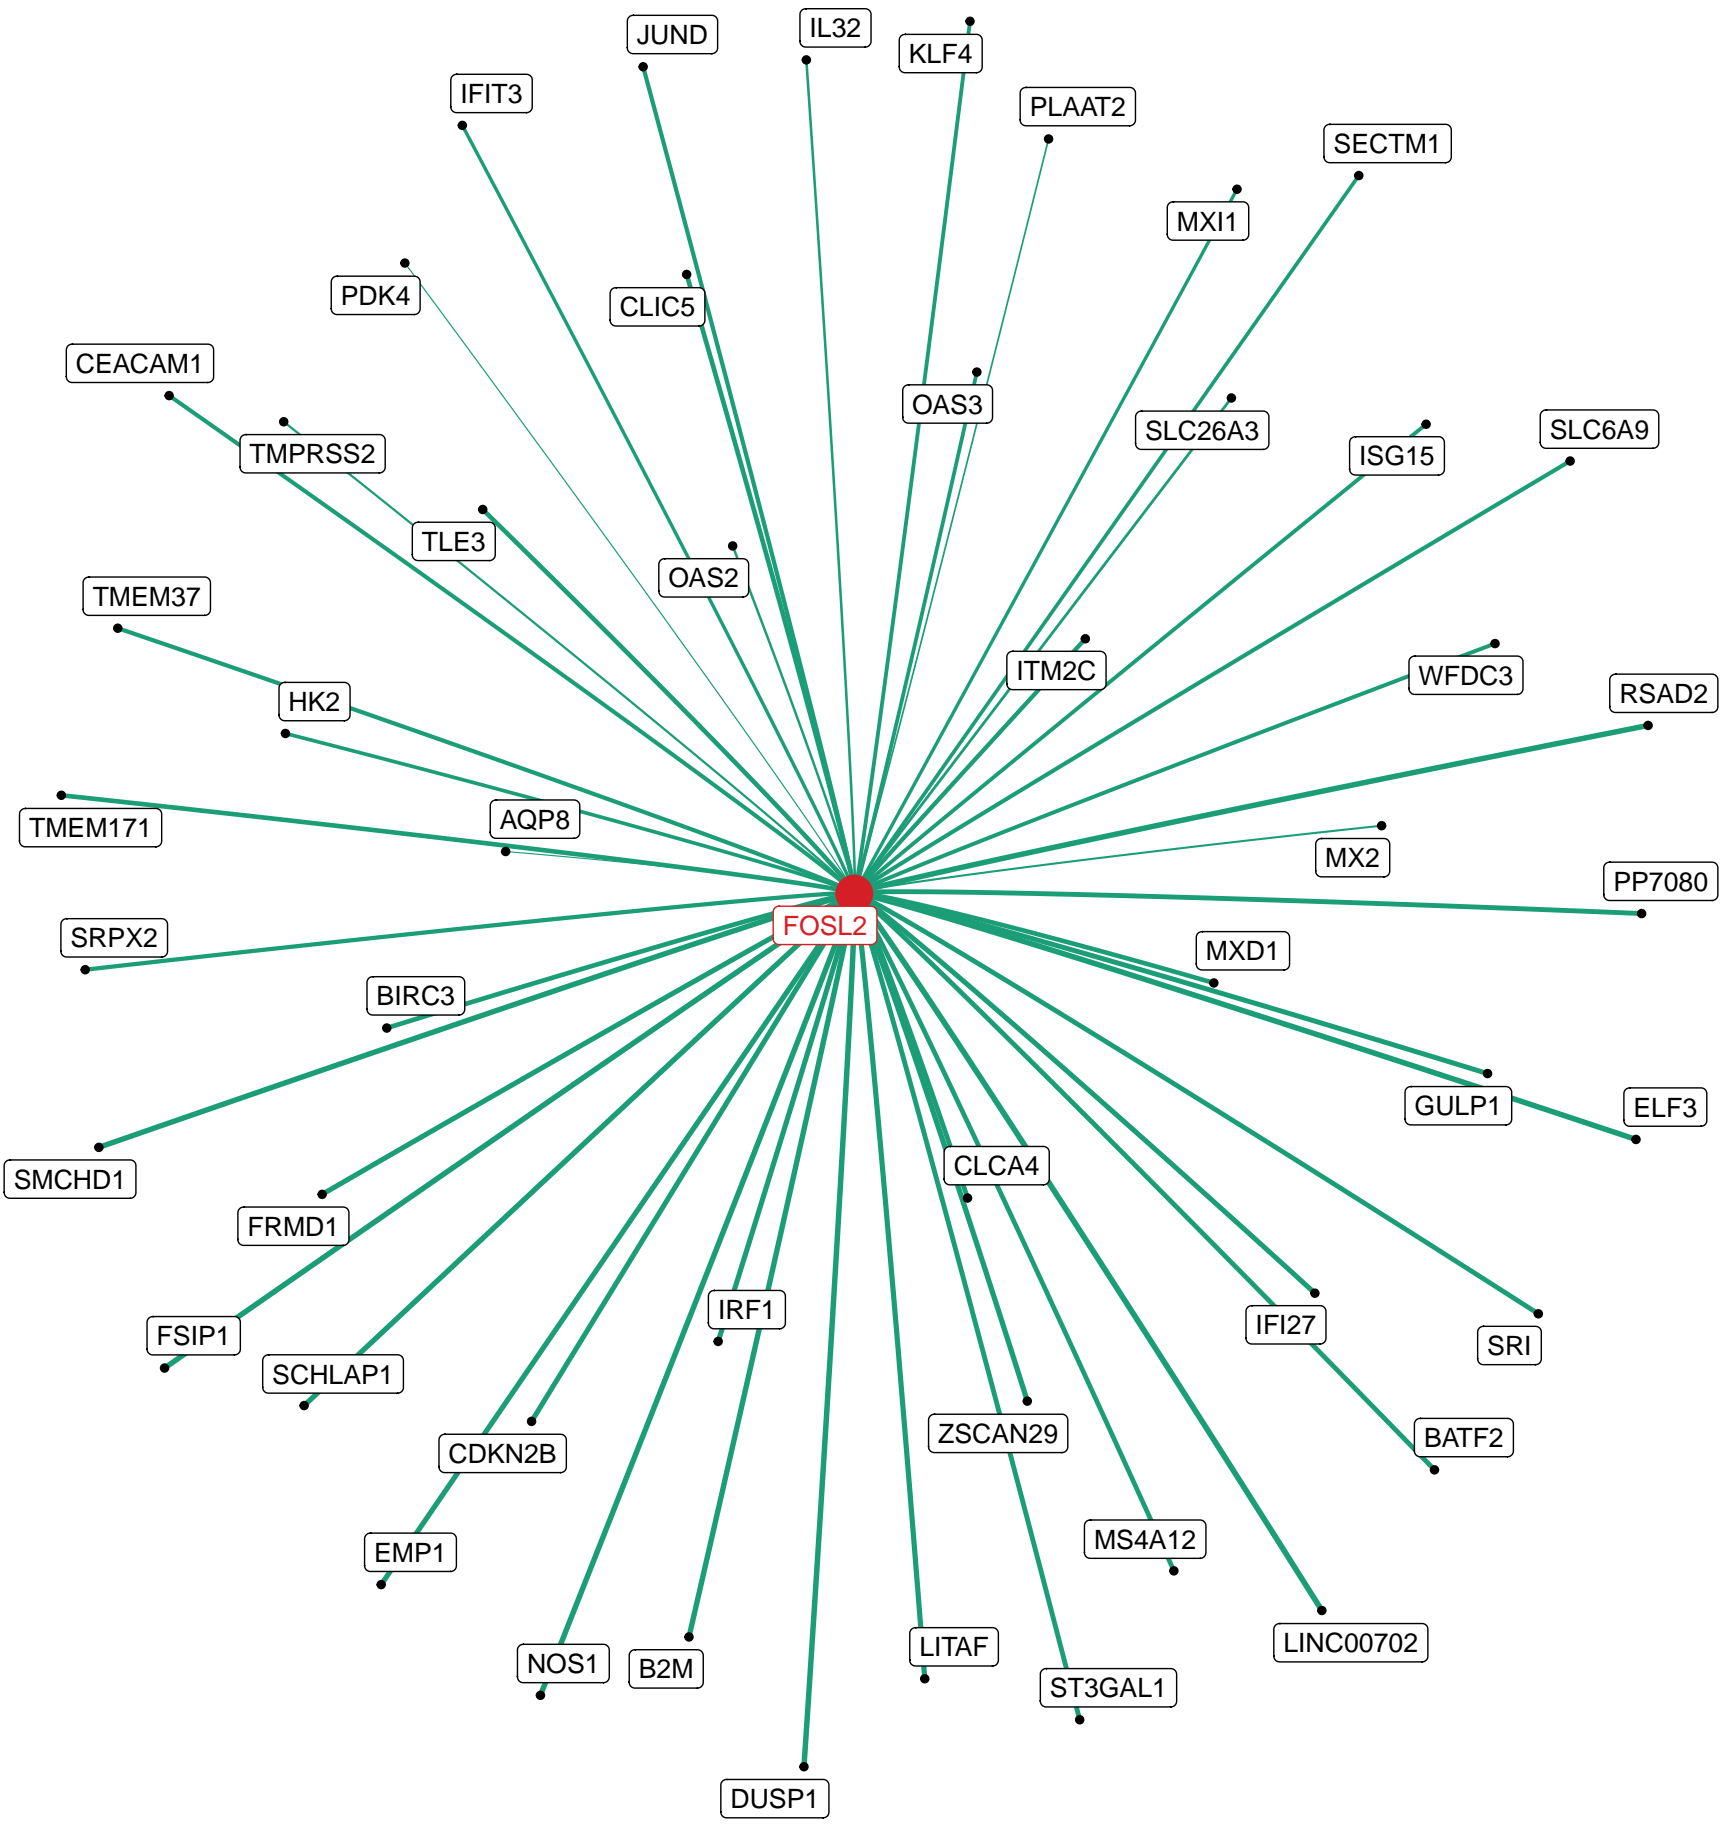 IL32
JUND
KLF4
IFIT3
PLAAT2
SECTM1
MXI1
PDK4
CLIC5
CEACAM1
OAS3
SLC26A3
SLC6A9
TMPRSS2
ISG15
TLE3
OAS2
TMEM37
ITM2C
WFDC3
RSAD2
HK2
AQP8
TMEM171
MX2
PP7080
FOSL2
SRPX2
MXD1
BIRC3
GULP1
ELF3
CLCA4
SMCHD1
FRMD1
IRF1
IFI27
FSIP1
SRI
SCHLAP1
ZSCAN29
BATF2
CDKN2B
MS4A12
EMP1
LINC00702
LITAF
NOS1
B2M
ST3GAL1
DUSP1